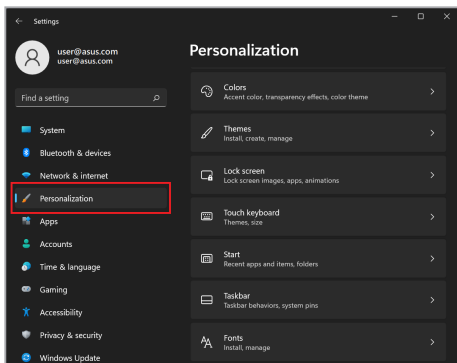 Settings
user@asus.com
user@asus.com
Find a setting
System
Bluetooth & devices
Network & internet
Personalization
Apps
Accounts
Time & language
Gaming
Accessibility
Privacy & security
Windows Update
Personalization
Colors
Accent color, transparency effects, color theme
Themes
Install, create, manage
Lock screen
Lock screen images, apps, animations
Touch keyboard
Themes, size
Start
Recent apps and items, folders
Taskbar
Taskbar behaviors, system pins
Fonts
Install, manage